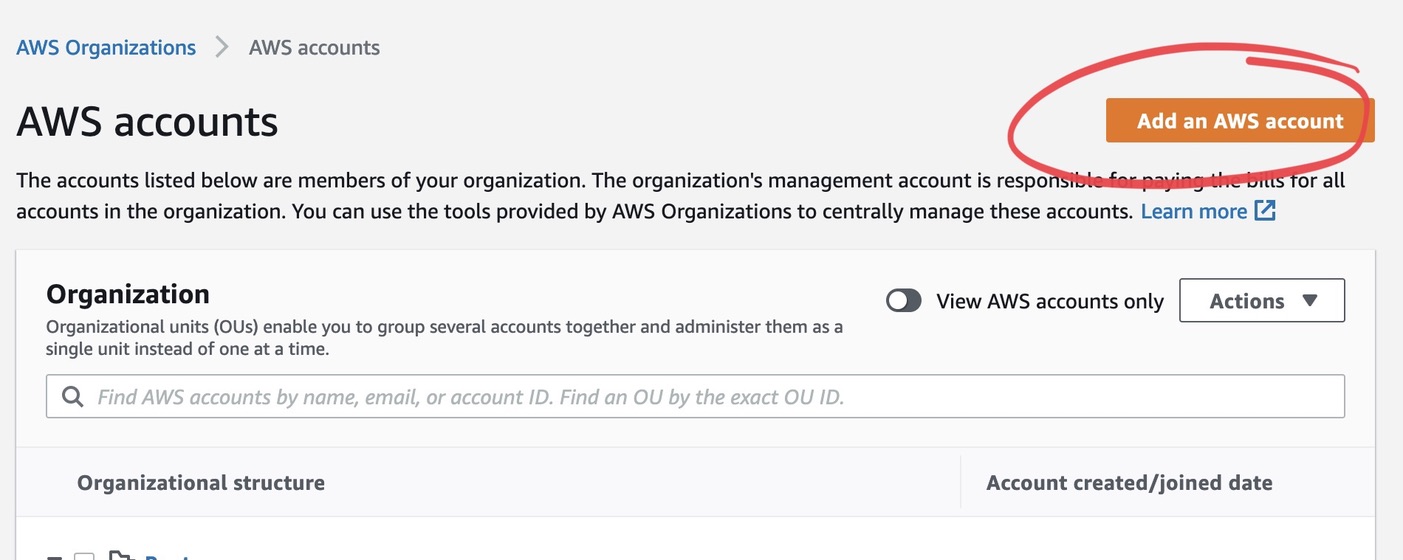 AWS Organizations > AWS accounts
AWS accounts
Add an AWS account
The accounts listed below are members of your organization. The organization's management account is responsible for paying the bills for all
accounts in the organization. You can use the tools provided by AWS Organizations to centrally manage these accounts. Learn more
Organization
View AWS accounts only
Actions
Organizational units (OUs) enable you to group several accounts together and administer them as a
single unit instead of one at a time.
Find AWS accounts by name, email, or account ID. Find an OU by the exact OU ID.
Organizational structure
Account created/joined date